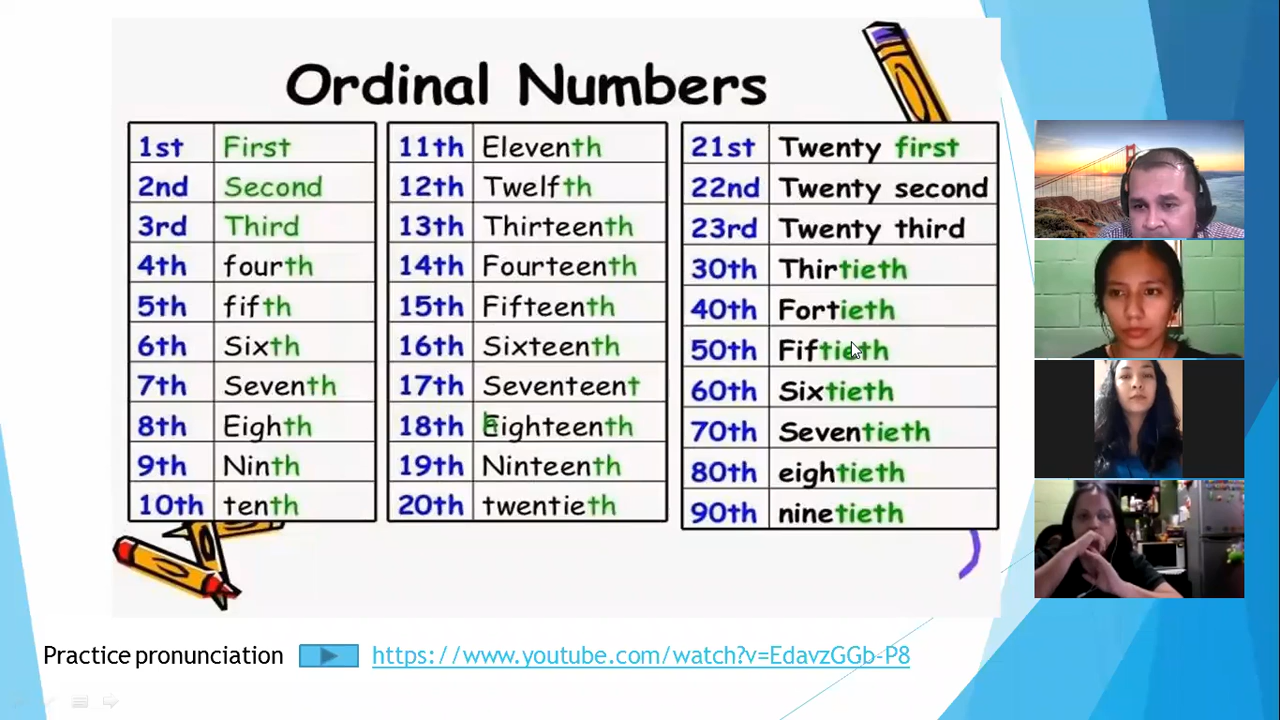 Ordinal Numbers
1st First
2nd Second
3rd Third
4th fourth
5th fifth
6th Sixth
7th Seventh
8th Eighth
9th Ninth
10th tenth
11th Eleventh
12th Twelfth
13th Thirteenth
14th Fourteenth
15th Fifteenth
16th Sixteenth
17th Seventeent
h
18th Eighteenth
19th Ninteenth
20th twentieth
21st Twenty first
22nd Twenty second
23rd Twenty third
30th Thirtieth
40th Fortieth
50th Fiftieth
60th Sixtieth
70th Seventieth
80th eightieth
90th ninetieth
Practice pronunciation https://www.youtube.com/watch?v=EdavzGGb-P8